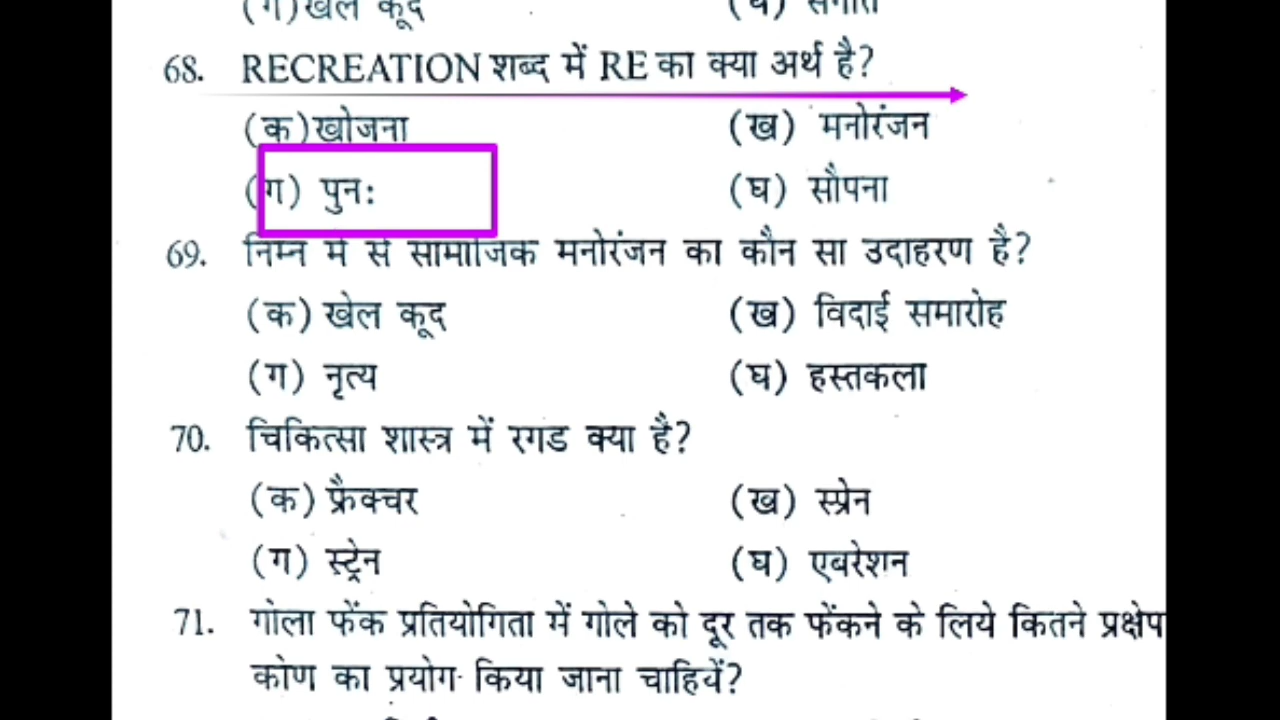 (ग) खेल कूद (घ) संगीत
68. RECREATION शब्द में RE का क्या अर्थ है?
(क) खोजना (ख) मनोरंजन
(ग) पुनः (घ) सौपना
69. निम्न में से सामाजिक मनोरंजन का कौन सा उदाहरण है?
(क) खेल कूद (ख) विदाई समारोह
(ग) नृत्य (घ) हस्तकला
70. चिकित्सा शास्त्र में रगड क्या है?
(क) फ्रैक्चर (ख) स्प्रेन
(ग) स्ट्रेन (घ) एबरेशन
71. गोला फेंक प्रतियोगिता में गोले को दूर तक फेंकने के लिये कितने प्रक्षेप
कोण का प्रयोग किया जाना चाहियें?